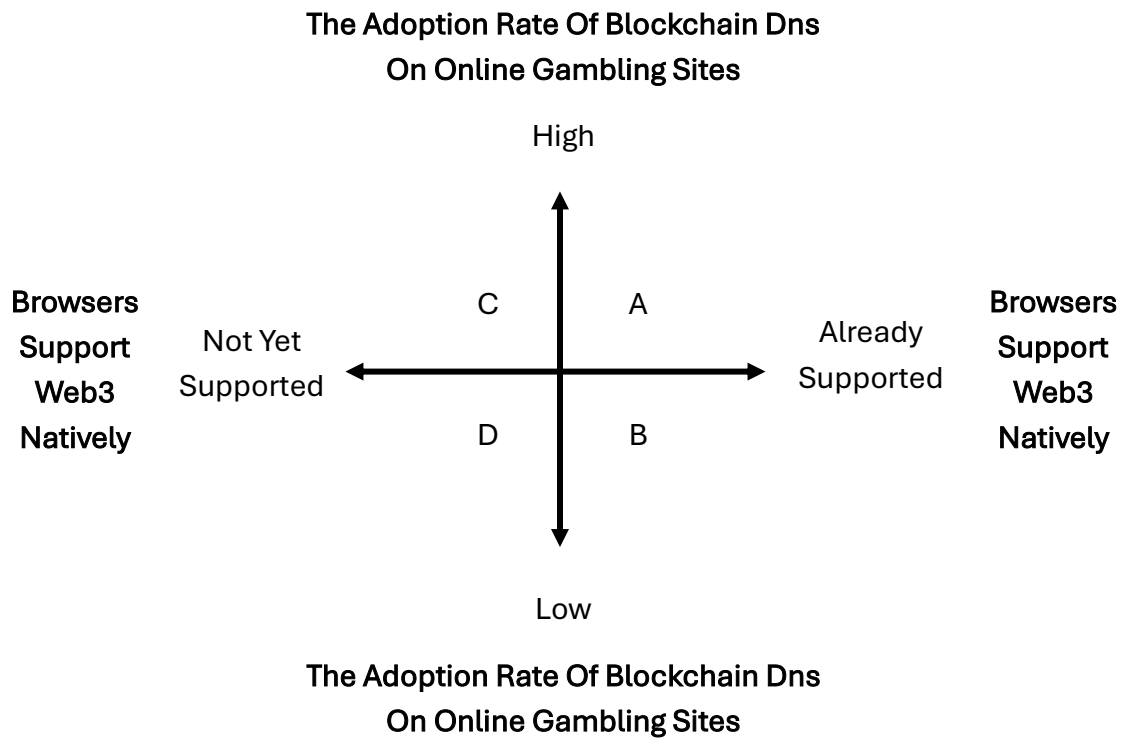 The Adoption Rate Of Blockchain Dns
On Online Gambling Sites
High
Browsers
Support
Web3
Natively
Not Yet
Supported
C
A
D
B
Already
Supported
Browsers
Support
Web3
Natively
Low
The Adoption Rate Of Blockchain Dns
On Online Gambling Sites